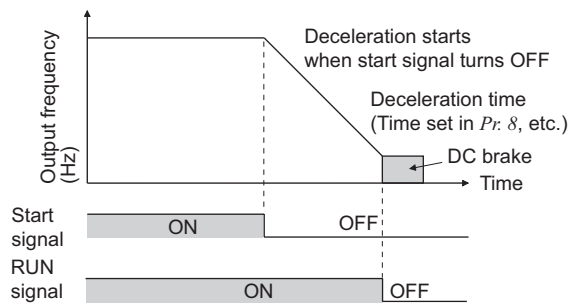 Output frequency
(Hz)
Deceleration starts
when start signal turns OFF
Deceleration time
(Time set in Pr. 8, etc.)
DC brake
Time
Start
signal
ON
OFF
RUN
signal
ON
OFF